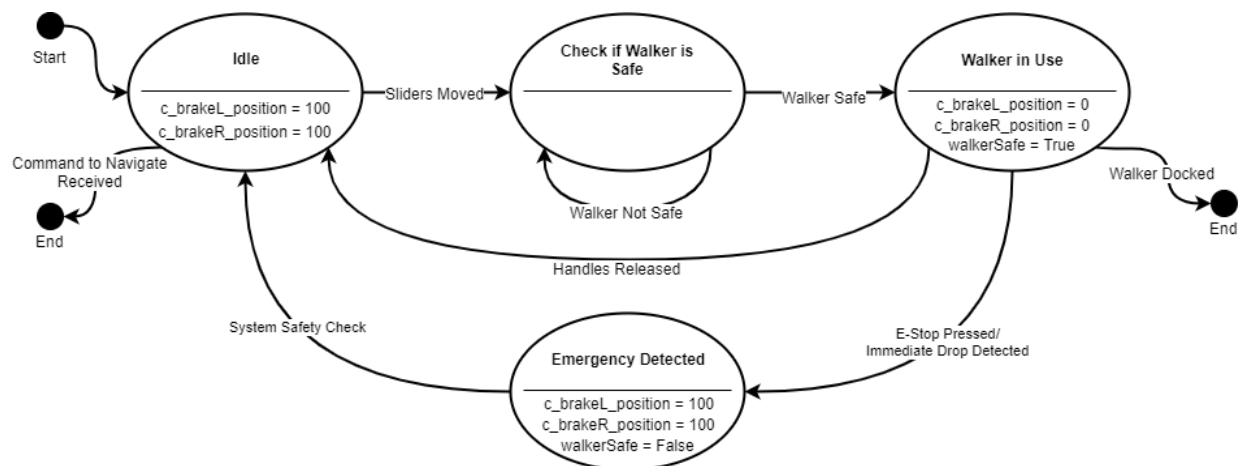 Start
Idle
c_brakeL_position = 100
c_brakeR_position = 100
Command to Navigate
Received
End
Sliders Moved
Check if Walker is
Safe
Walker Not Safe
Walker Safe
Walker in Use
c_brakeL_position = 0
c_brakeR_position = 0
walkerSafe = True
Walker Docked
End
Handles Released
System Safety Check
E-Stop Pressed/
Immediate Drop Detected
Emergency Detected
c_brakeL_position = 100
c_brakeR_position = 100
walkerSafe = False